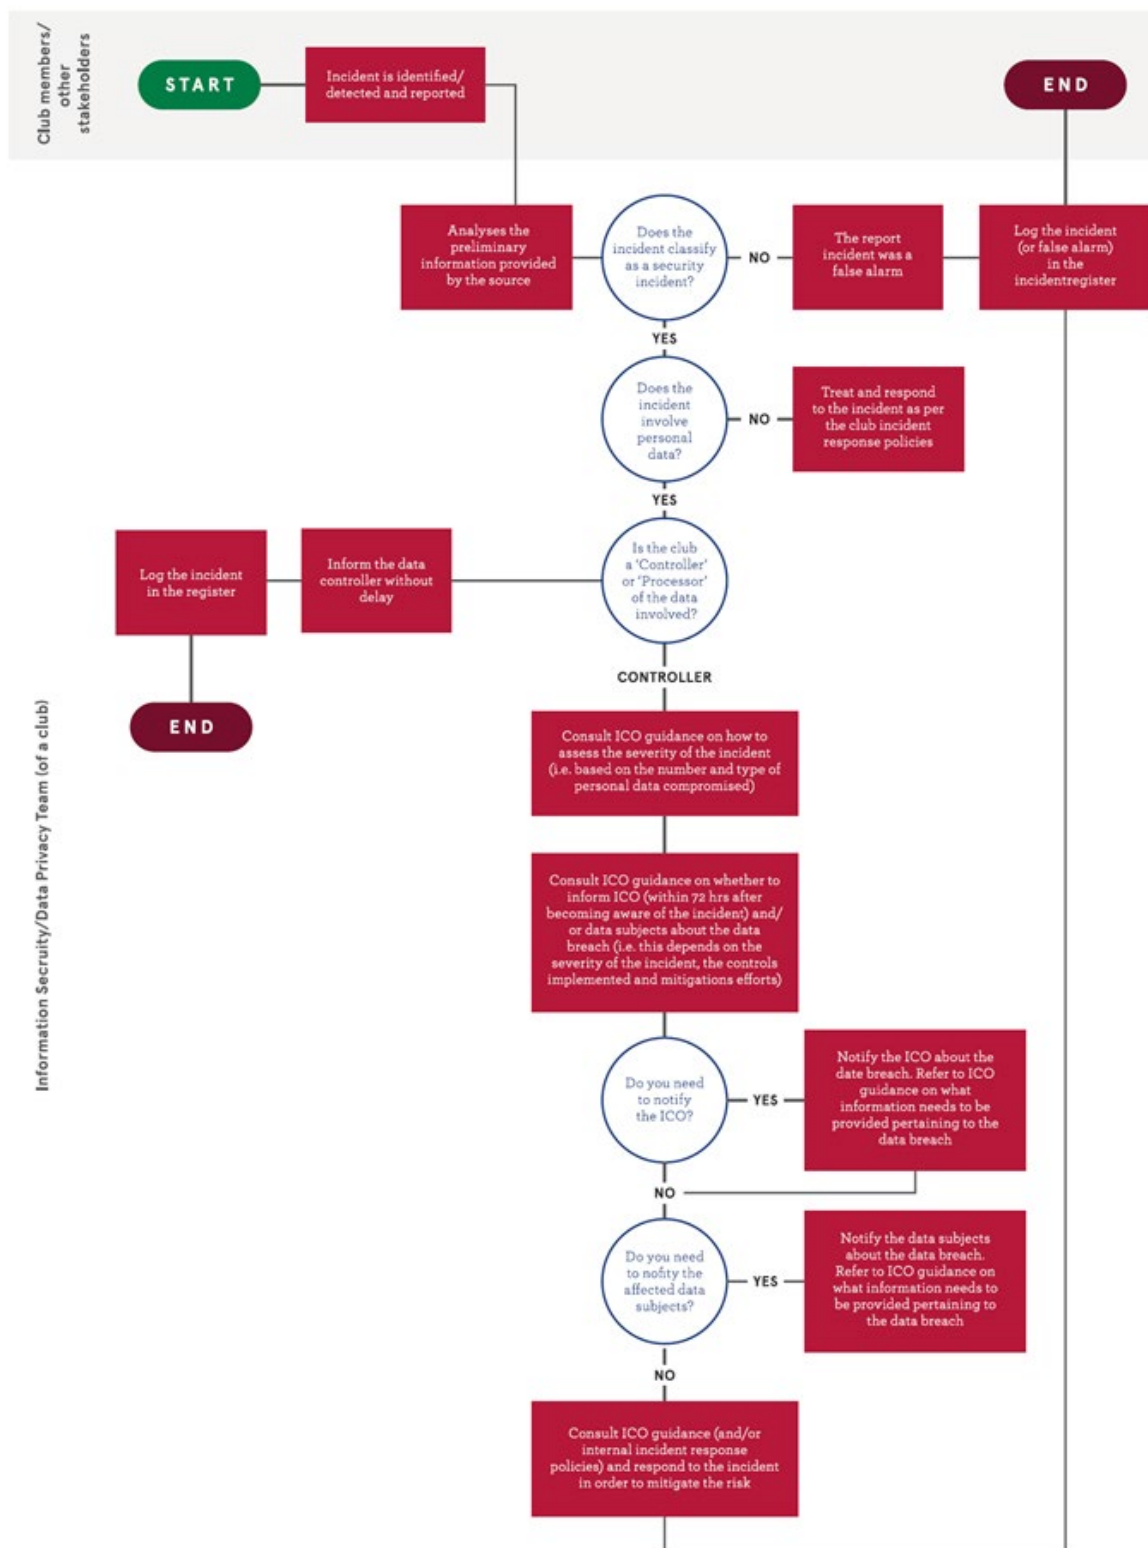 Club members/
other
stakeholders
START
Incident is identified/
detected and reported
END
Information Secruity/Data Privacy Team (of a club)
Analyses the
preliminary
information provided
by the source
Does the
incident classify
as a security
incident?
NO
The report
incident was a
false alarm
Log the incident
(or false alarm)
in the
incidentregister
YES
Does the
incident
involve
personal
data?
NO
Treat and respond
to the incident as per
the club incident
response policies
YES
Is the club
a 'Controller'
or 'Processor'
of the data
involved?
Inform the data
controller without
delay
Log the incident
in the register
END
CONTROLLER
Consult ICO guidance on how to
assess the severity of the incident
(i.e. based on the number and type of
personal data compromised)
Consult ICO guidance on whether to
inform ICO (within 72 hrs after
becoming aware of the incident) and/
or data subjects about the data
breach (i.e. this depends on the
severity of the incident, the controls
implemented and mitigations efforts)
Do you need
to notify
the ICO?
YES
Notify the ICO about the
date breach. Refer to ICO
guidance on what
information needs to be
provided pertaining to the
data breach
NO
Do you need
to nofity the
affected data
subjects?
YES
Notify the data subjects
about the data breach.
Refer to ICO guidance on
what information needs to
be provided pertaining to
the data breach
NO
Consult ICO guidance (and/or
internal incident response
policies) and respond to the incident
in order to mitigate the risk